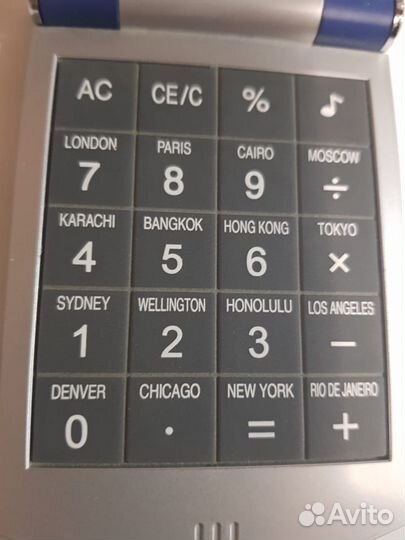 AC CE/C % ♪
LONDON PARIS CAIRO MOSCOW
7 8 9 ÷
KARACHI BANGKOK HONG KONG TOKYO
4 5 6 ×
SYDNEY WELLINGTON HONOLULU LOS ANGELES
1 2 3 −
DENVER CHICAGO NEW YORK RIO DE JANEIRO
0 . = +
Avito